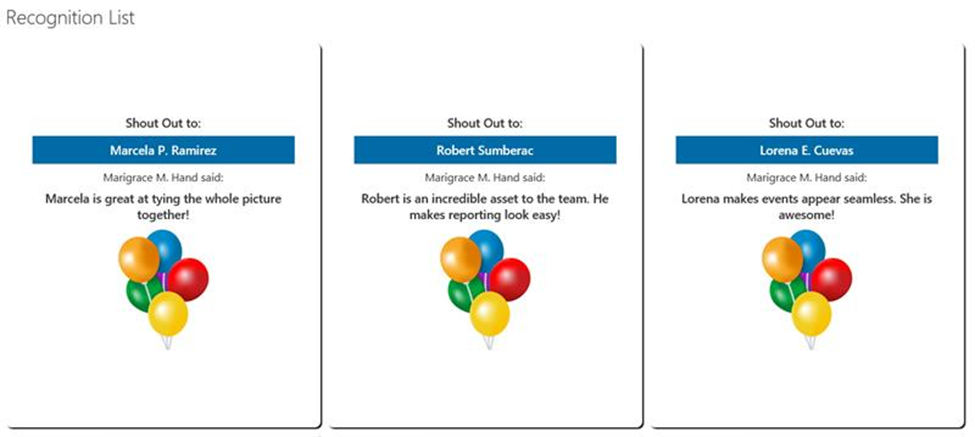 Recognition List
Shout Out to:
Marcela P. Ramirez
Marigrace M. Hand said:
Marcela is great at tying the whole picture
together!
Shout Out to:
Robert Sumberac
Marigrace M. Hand said:
Robert is an incredible asset to the team. He
makes reporting look easy!
Shout Out to:
Lorena E. Cuevas
Marigrace M. Hand said:
Lorena makes events appear seamless. She is
awesome!